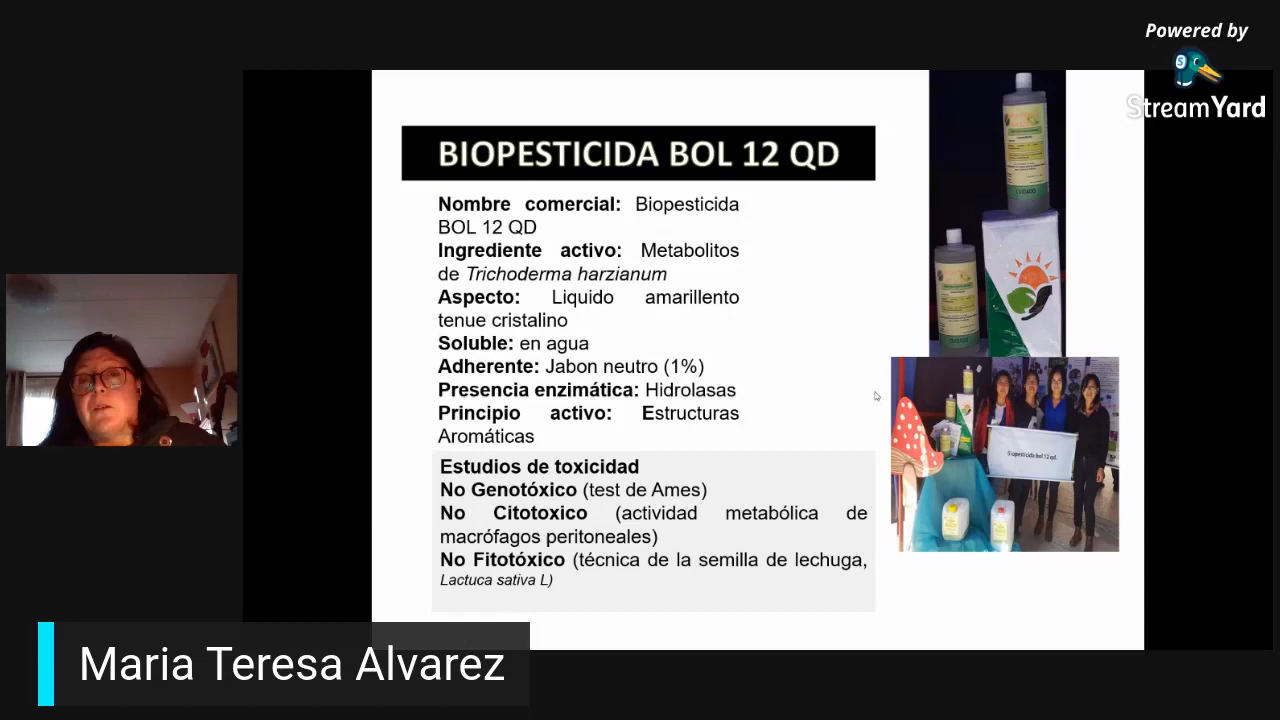 Powered by
StreamYard
BIOPESTICIDA BOL 12 QD
Nombre comercial: Biopesticida
BOL 12 QD
Ingrediente activo: Metabolitos
de Trichoderma harzianum
Aspecto: Liquido amarillento
tenue cristalino
Soluble: en agua
Adherente: Jabon neutro (1%)
Presencia enzimática: Hidrolasas
Principio activo: Estructuras
Aromáticas
Estudios de toxicidad
No Genotóxico (test de Ames)
No Citotoxico (actividad metabólica de
macrófagos peritoneales)
No Fitotóxico (técnica de la semilla de lechuga,
Lactuca sativa L)
Biopesticida bol 12 qd.
CUIDADO
CUIDADO
Maria Teresa Alvarez